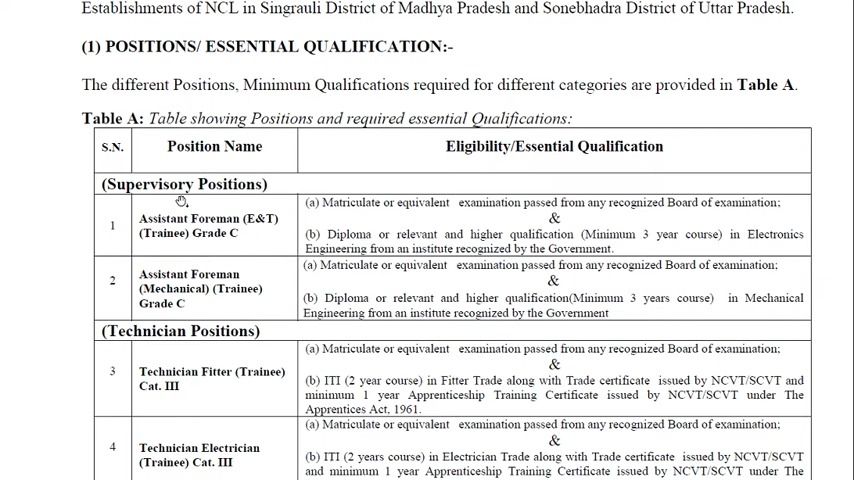 Establishments of NCL in Singrauli District of Madhya Pradesh and Sonebhadra District of Uttar Pradesh.
(1) POSITIONS/ ESSENTIAL QUALIFICATION:-
The different Positions, Minimum Qualifications required for different categories are provided in Table A.
Table A: Table showing Positions and required essential Qualifications:
S.N. Position Name Eligibility/Essential Qualification
(Supervisory Positions)
1
Assistant Foreman (E&T)
(Trainee) Grade C
(a) Matriculate or equivalent examination passed from any recognized Board of examination;
&
(b) Diploma or relevant and higher qualification (Minimum 3 year course) in Electronics
Engineering from an institute recognized by the Government.
2
Assistant Foreman
(Mechanical) (Trainee)
Grade C
(a) Matriculate or equivalent examination passed from any recognized Board of examination;
&
(b) Diploma or relevant and higher qualification(Minimum 3 years course) in Mechanical
Engineering from an institute recognized by the Government
(Technician Positions)
3
Technician Fitter (Trainee)
Cat. III
(a) Matriculate or equivalent examination passed from any recognized Board of examination;
&
(b) ITI (2 year course) in Fitter Trade along with Trade certificate issued by NCVT/SCVT and
minimum 1 year Apprenticeship Training Certificate issued by NCVT/SCVT under The
Apprentices Act, 1961.
4
Technician Electrician
(Trainee) Cat. III
(a) Matriculate or equivalent examination passed from any recognized Board of examination;
&
(b) ITI (2 years course) in Electrician Trade along with Trade certificate issued by NCVT/SCVT
and minimum 1 year Apprenticeship Training Certificate issued by NCVT/SCVT under The